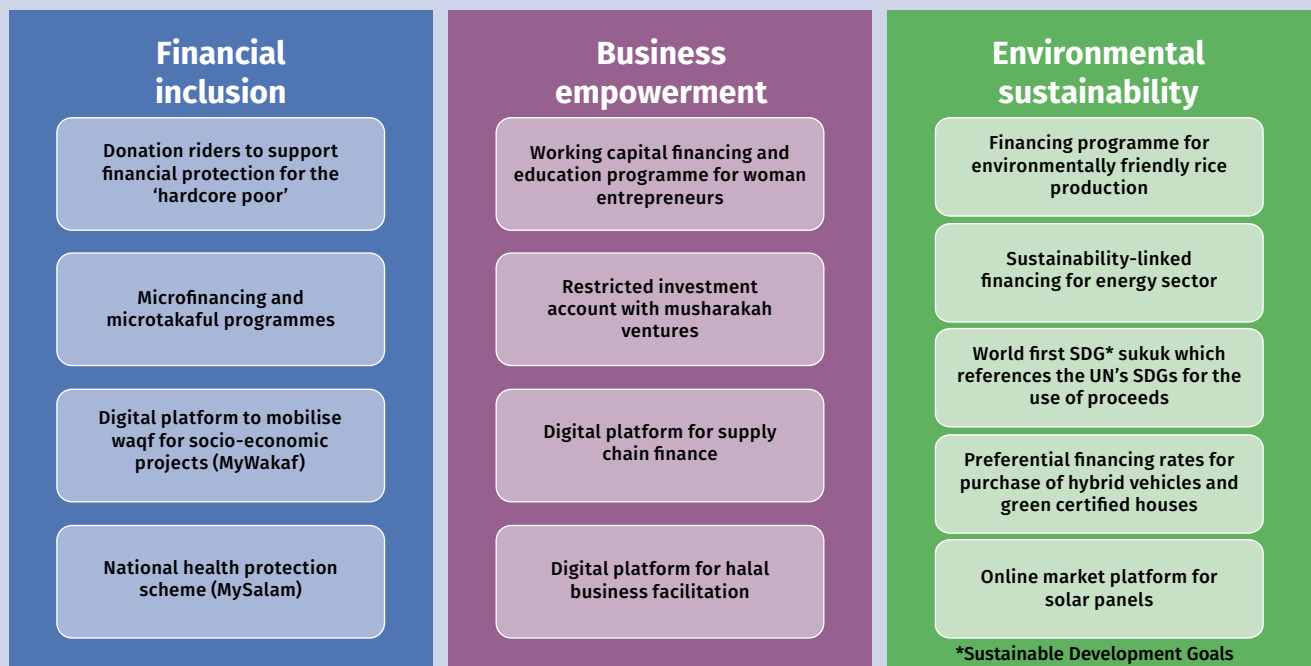 Financial
inclusion
Donation riders to support
financial protection for the
‘hardcore poor’
Microfinancing and
microtakaful programmes
Digital platform to mobilise
waqf for socio-economic
projects (MyWakaf)
National health protection
scheme (MySalam)
Business
empowerment
Working capital financing and
education programme for woman
entrepreneurs
Restricted investment
account with musharakah
ventures
Digital platform for supply
chain finance
Digital platform for halal
business facilitation
Environmental
sustainability
Financing programme for
environmentally friendly rice
production
Sustainability-linked
financing for energy sector
World first SDG* sukuk which
references the UN’s SDGs for the
use of proceeds
Preferential financing rates for
purchase of hybrid vehicles and
green certified houses
Online market platform for
solar panels
*Sustainable Development Goals